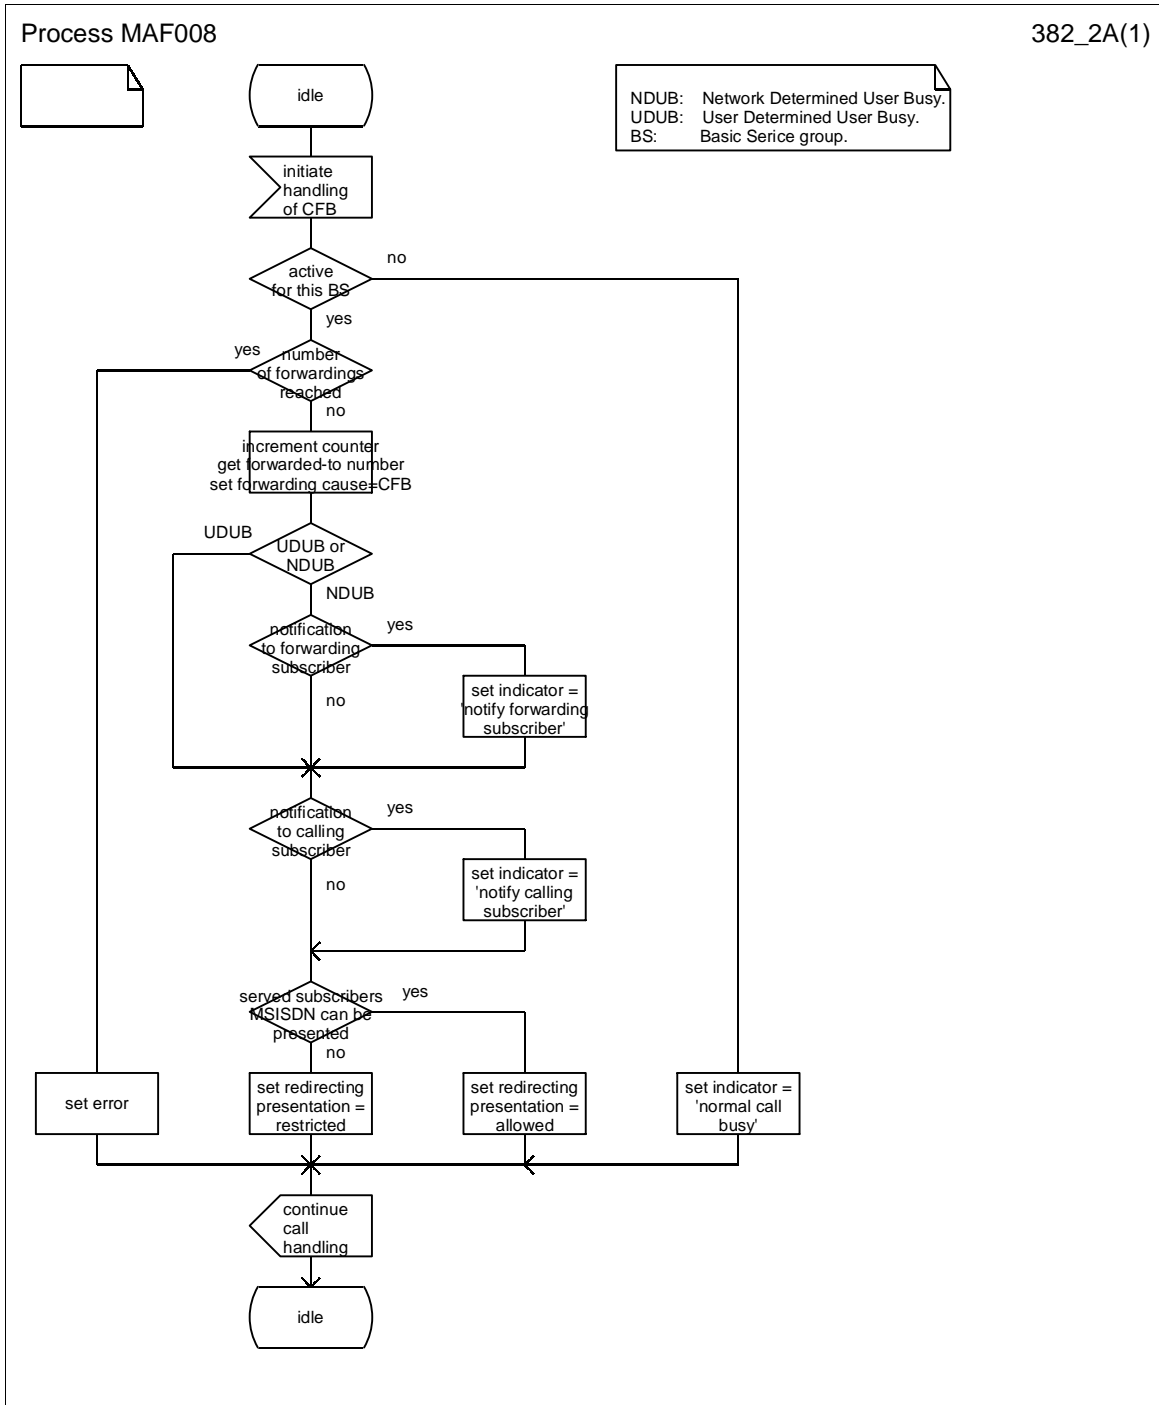 Process MAF008
382_2A(1)
idle
NDUB: Network Determined User Busy.
UDUB: User Determined User Busy.
BS: Basic Serice group.
initiate
handling
of CFB
active
for this BS
no
yes
number
of forwardings
reached
yes
no
increment counter
get forwarded-to number
set forwarding cause=CFB
UDUB or
NDUB
UDUB
NDUB
notification
to forwarding
subscriber
yes
no
set indicator =
'notify forwarding
subscriber'
notification
to calling
subscriber
yes
no
set indicator =
'notify calling
subscriber'
served subscribers
MSISDN can be
presented
yes
no
set error
set redirecting
presentation =
restricted
set redirecting
presentation =
allowed
set indicator =
'normal call
busy'
continue
call
handling
idle